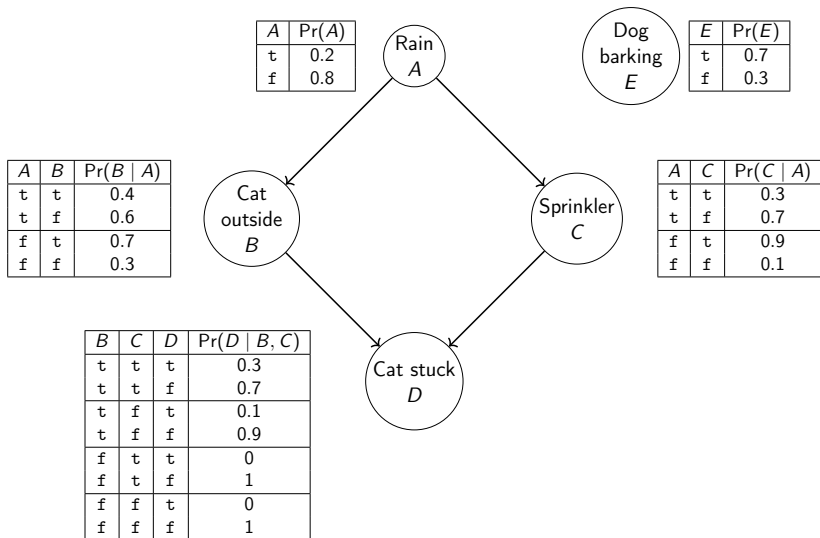 A Pr(A)
t 0.2
f 0.8
Rain
A
Dog
barking
E
E Pr(E)
t 0.7
f 0.3
A B Pr(B | A)
t t 0.4
t f 0.6
f t 0.7
f f 0.3
Cat
outside
B
Sprinkler
C
A C Pr(C | A)
t t 0.3
t f 0.7
f t 0.9
f f 0.1
B C D Pr(D | B, C)
t t t 0.3
t t f 0.7
t f t 0.1
t f f 0.9
f t t 0
f t f 1
f f t 0
f f f 1
Cat stuck
D